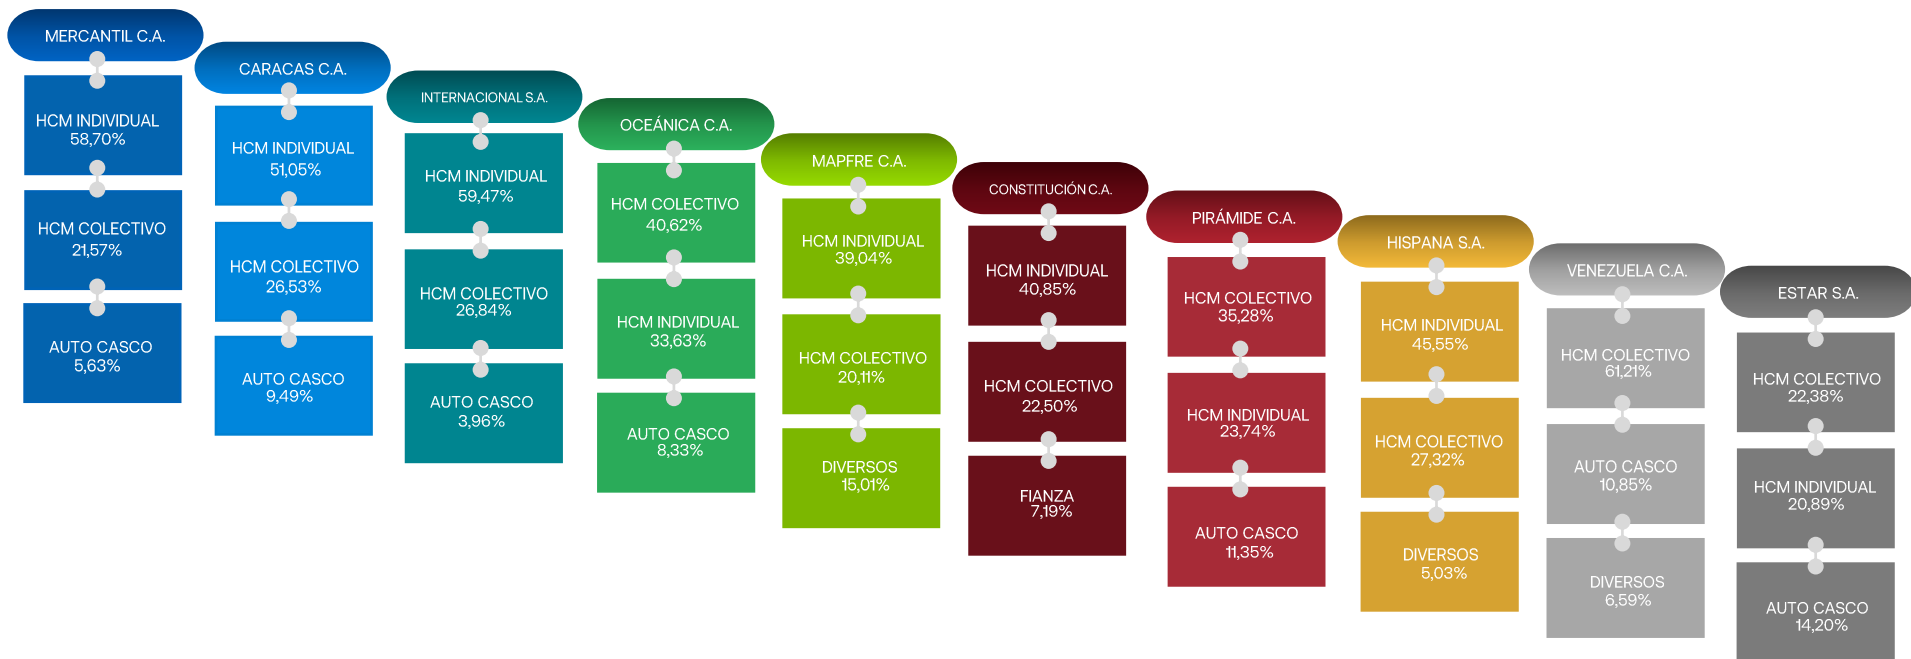 MERCANTIL C.A.
HCM INDIVIDUAL
58,70%
HCM COLECTIVO
21,57%
AUTO CASCO
5,63%
CARACAS C.A.
HCM INDIVIDUAL
51,05%
HCM COLECTIVO
26,53%
AUTO CASCO
9,49%
INTERNACIONAL S.A.
HCM INDIVIDUAL
59,47%
HCM COLECTIVO
26,84%
AUTO CASCO
3,96%
OCEÁNICA C.A.
HCM COLECTIVO
40,62%
HCM INDIVIDUAL
33,63%
AUTO CASCO
8,33%
MAPFRE C.A.
HCM INDIVIDUAL
39,04%
HCM COLECTIVO
20,11%
DIVERSOS
15,01%
CONSTITUCIÓN C.A.
HCM INDIVIDUAL
40,85%
HCM COLECTIVO
22,50%
FIANZA
7,19%
PIRÁMIDE C.A.
HCM COLECTIVO
35,28%
HCM INDIVIDUAL
23,74%
AUTO CASCO
11,35%
HISPANA S.A.
HCM INDIVIDUAL
45,55%
HCM COLECTIVO
27,32%
DIVERSOS
5,03%
VENEZUELA C.A.
HCM COLECTIVO
61,21%
AUTO CASCO
10,85%
DIVERSOS
6,59%
ESTAR S.A.
HCM COLECTIVO
22,38%
HCM INDIVIDUAL
20,89%
AUTO CASCO
14,20%